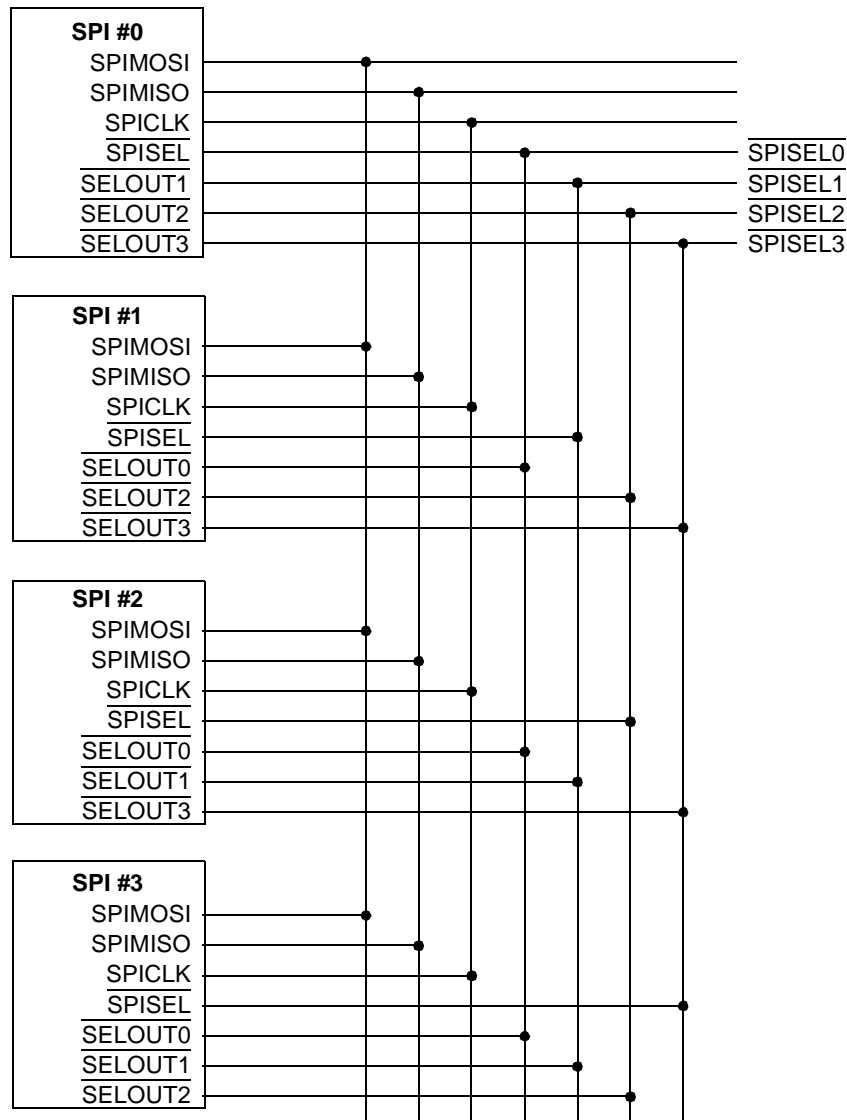 SPI #0
SPIMOSI
SPIMISO
SPICLK
SPISEL SPISEL0
SELOUT1 SPISEL1
SELOUT2 SPISEL2
SELOUT3 SPISEL3
SPI #1
SPIMOSI
SPIMISO
SPICLK
SPISEL
SELOUT0
SELOUT2
SELOUT3
SPI #2
SPIMOSI
SPIMISO
SPICLK
SPISEL
SELOUT0
SELOUT1
SELOUT3
SPI #3
SPIMOSI
SPIMISO
SPICLK
SPISEL
SELOUT0
SELOUT1
SELOUT2